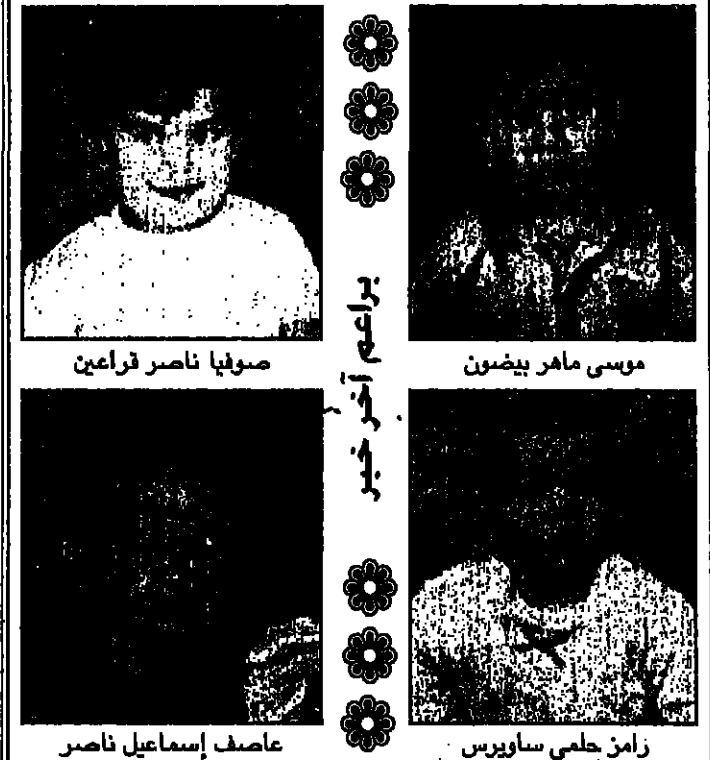 موسى ماهر بيضون
صوفيا ناصر قراعين
براعم آخر خبر
زامز حلمي ساويرس
عاصف إسماعيل ناصر